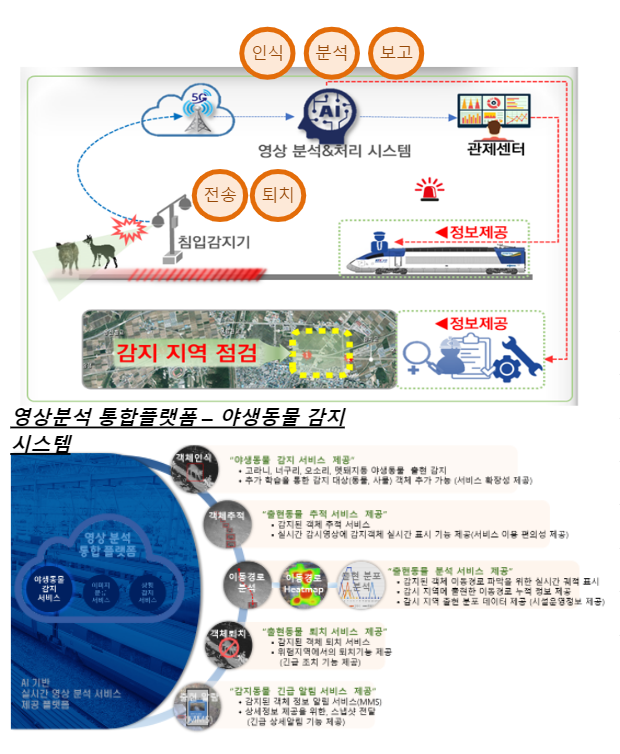 인식 분석 보고
5G
AI
영상 분석&처리 시스템
관제센터
전송 퇴치
침입감지기
◀정보제공
◀정보제공
감지 지역 점검
영상분석 통합플랫폼 – 야생동물 감지
시스템
영상 분석
통합 플랫폼
야생동물
감지
서비스
AI 기반
실시간 영상 분석 서비스
제공 플랫폼
객체인식
"야생동물 감지 서비스 제공"
• 고라니, 너구리, 오소리, 멧돼지등 야생동물 출현 감지
• 추가 학습을 통한 감지 대상(동물, 사물) 객체 추가 가능 (서비스 확장성 제공)
객체추적
"출현동물 추적 서비스 제공"
• 감지된 객체 추적 서비스
• 실시간 감시영상에 감지객체 실시간 표시 기능 제공(서비스 이용 편의성 제공)
이동경로
분석
이동경로
Heatmap
출현 분포
분석
"출현동물 분석 서비스 제공"
• 감지된 객체 이동경로 파악을 위한 실시간 궤적 표시
• 감시 지역에 출현한 이동경로 누적 정보 제공
• 감시 지역 출현 분포 데이터 제공 (시설운영정보 제공)
객체퇴치
"출현동물 퇴치 서비스 제공"
• 감지된 객체 퇴치 서비스
• 위험지역에서의 퇴치기능 제공
(긴급 조치 기능 제공)
출현 알림
(MMS)
"감지동물 긴급 알림 서비스 제공"
• 감지된 객체 정보 알림 서비스(MMS)
• 상세정보 제공을 위한, 스냅샷 전달
(긴급 상세알림 기능 제공)